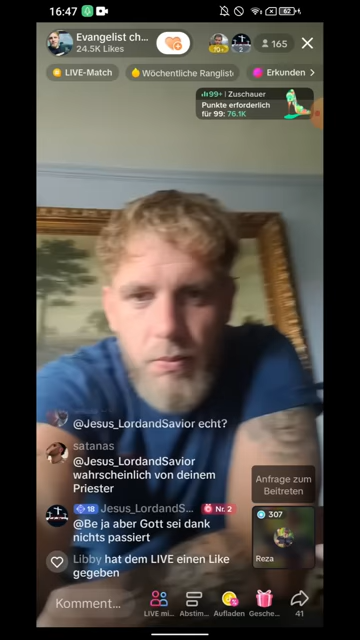 16:47
62
Evangelist ch...
24.5K Likes
2
165
LIVE-Match
Wöchentliche Ranglist
Erkunden
99+ | Zuschauer
Punkte erforderlich
für 99: 76.1K
@Jesus_LordandSavior echt?
satanas
@Jesus_LordandSavior
wahrscheinlich von deinem
Priester
18 Jesus_LordandS... Nr. 2
@Be ja aber Gott sei dank
nichts passiert
Libby hat dem LIVE einen Like
gegeben
Anfrage zum
Beitreten
307
Reza
Komment...
LIVE mi...
Abstim...
Aufladen
Gesche...
41